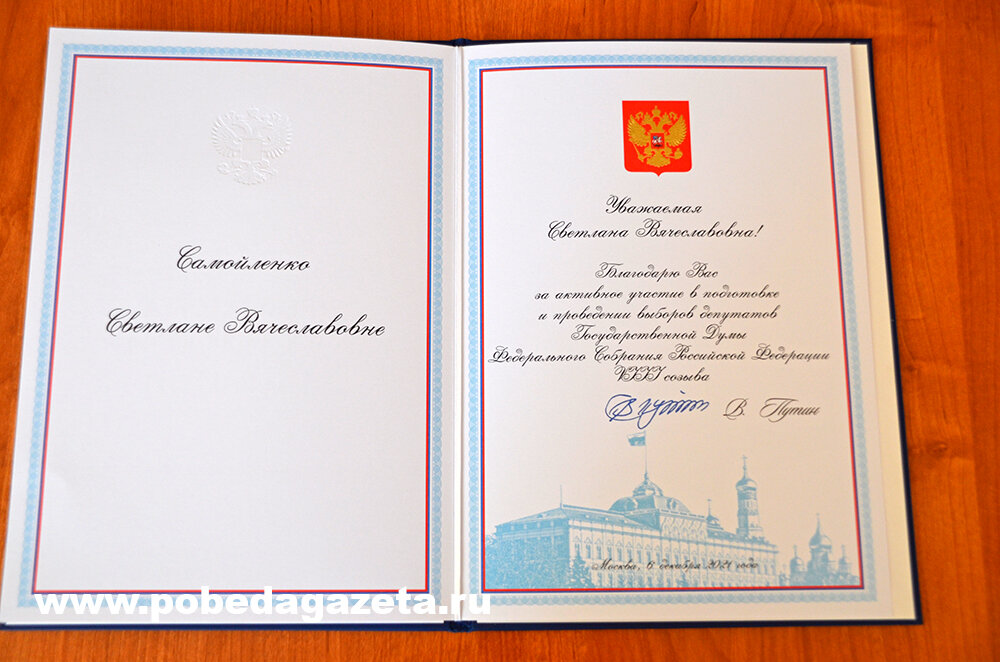 Самойленко
Светлане Вячеславовне
Уважаемая
Светлана Вячеславовна!
Благодарю Вас
за активное участие в подготовке
и проведении выборов депутатов
Государственной Думы
Федерального Собрания Российской Федерации
VIII созыва
В. Путин
Москва, 6 декабря 2021 года
www.pobedagazeta.ru